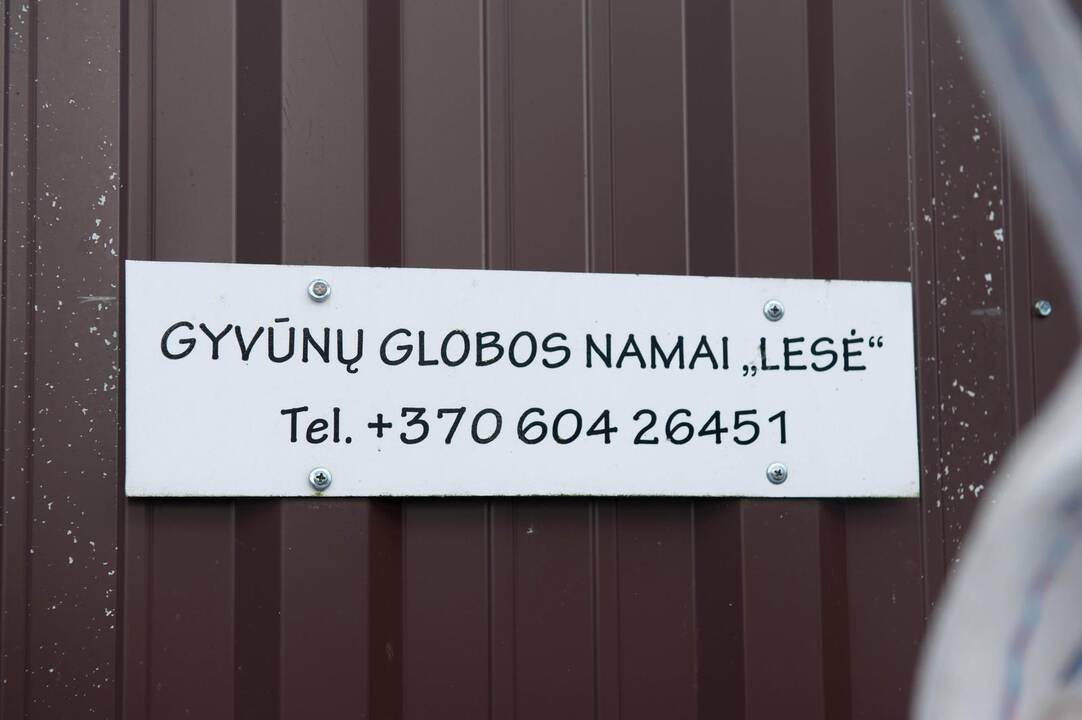 GYVŪNŲ GLOBOS NAMAI „LESĖ“
Tel. +370 604 26451